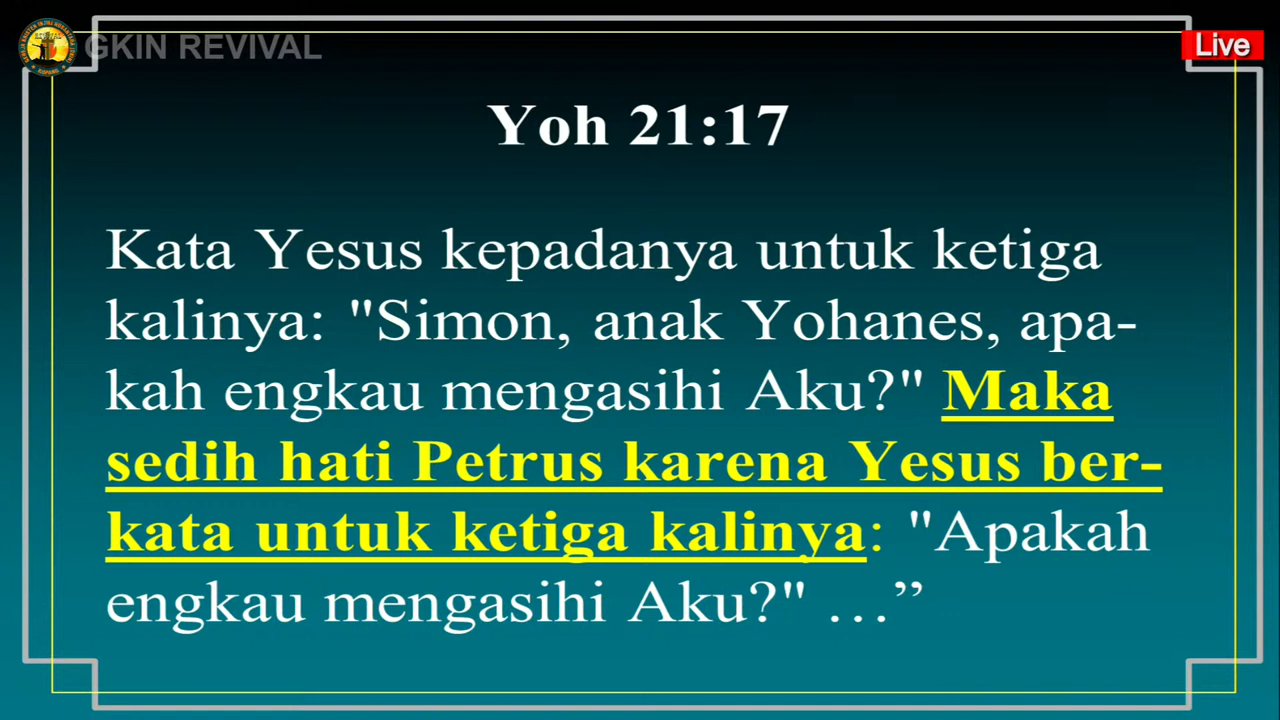 GKIN REVIVAL
Live
Yoh 21:17
Kata Yesus kepadanya untuk ketiga
kalinya: "Simon, anak Yohanes, apa-
kah engkau mengasihi Aku?" Maka
sedih hati Petrus karena Yesus ber-
kata untuk ketiga kalinya: "Apakah
engkau mengasihi Aku?" …”